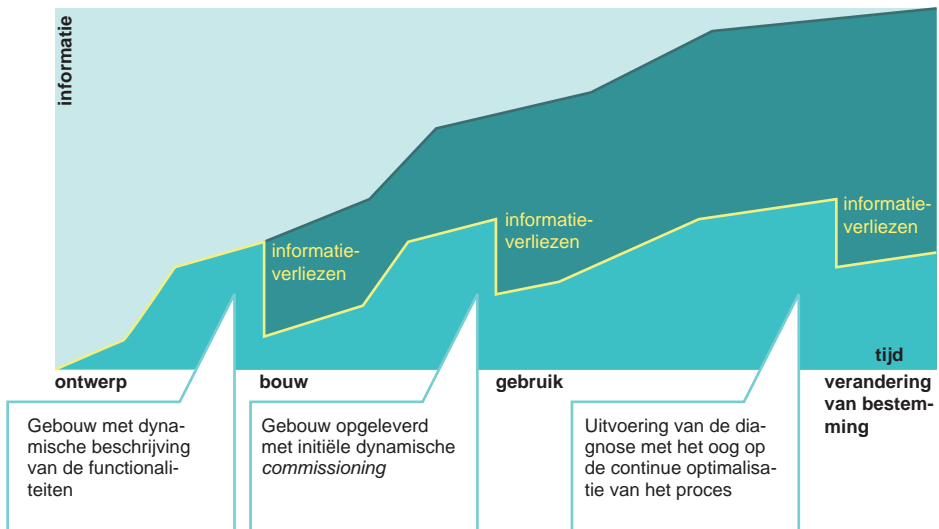 informatie
informatie-
verliezen
informatie-
verliezen
informatie-
verliezen
tijd
ontwerp
bouw
gebruik
verandering
van bestem-
ming
Gebouw met dyna-
mische beschrijving
van de functionali-
teiten
Gebouw opgeleverd
met initiële dynamische
commissioning
Uitvoering van de dia-
gnose met het oog op
de continue optimalisa-
tie van het proces